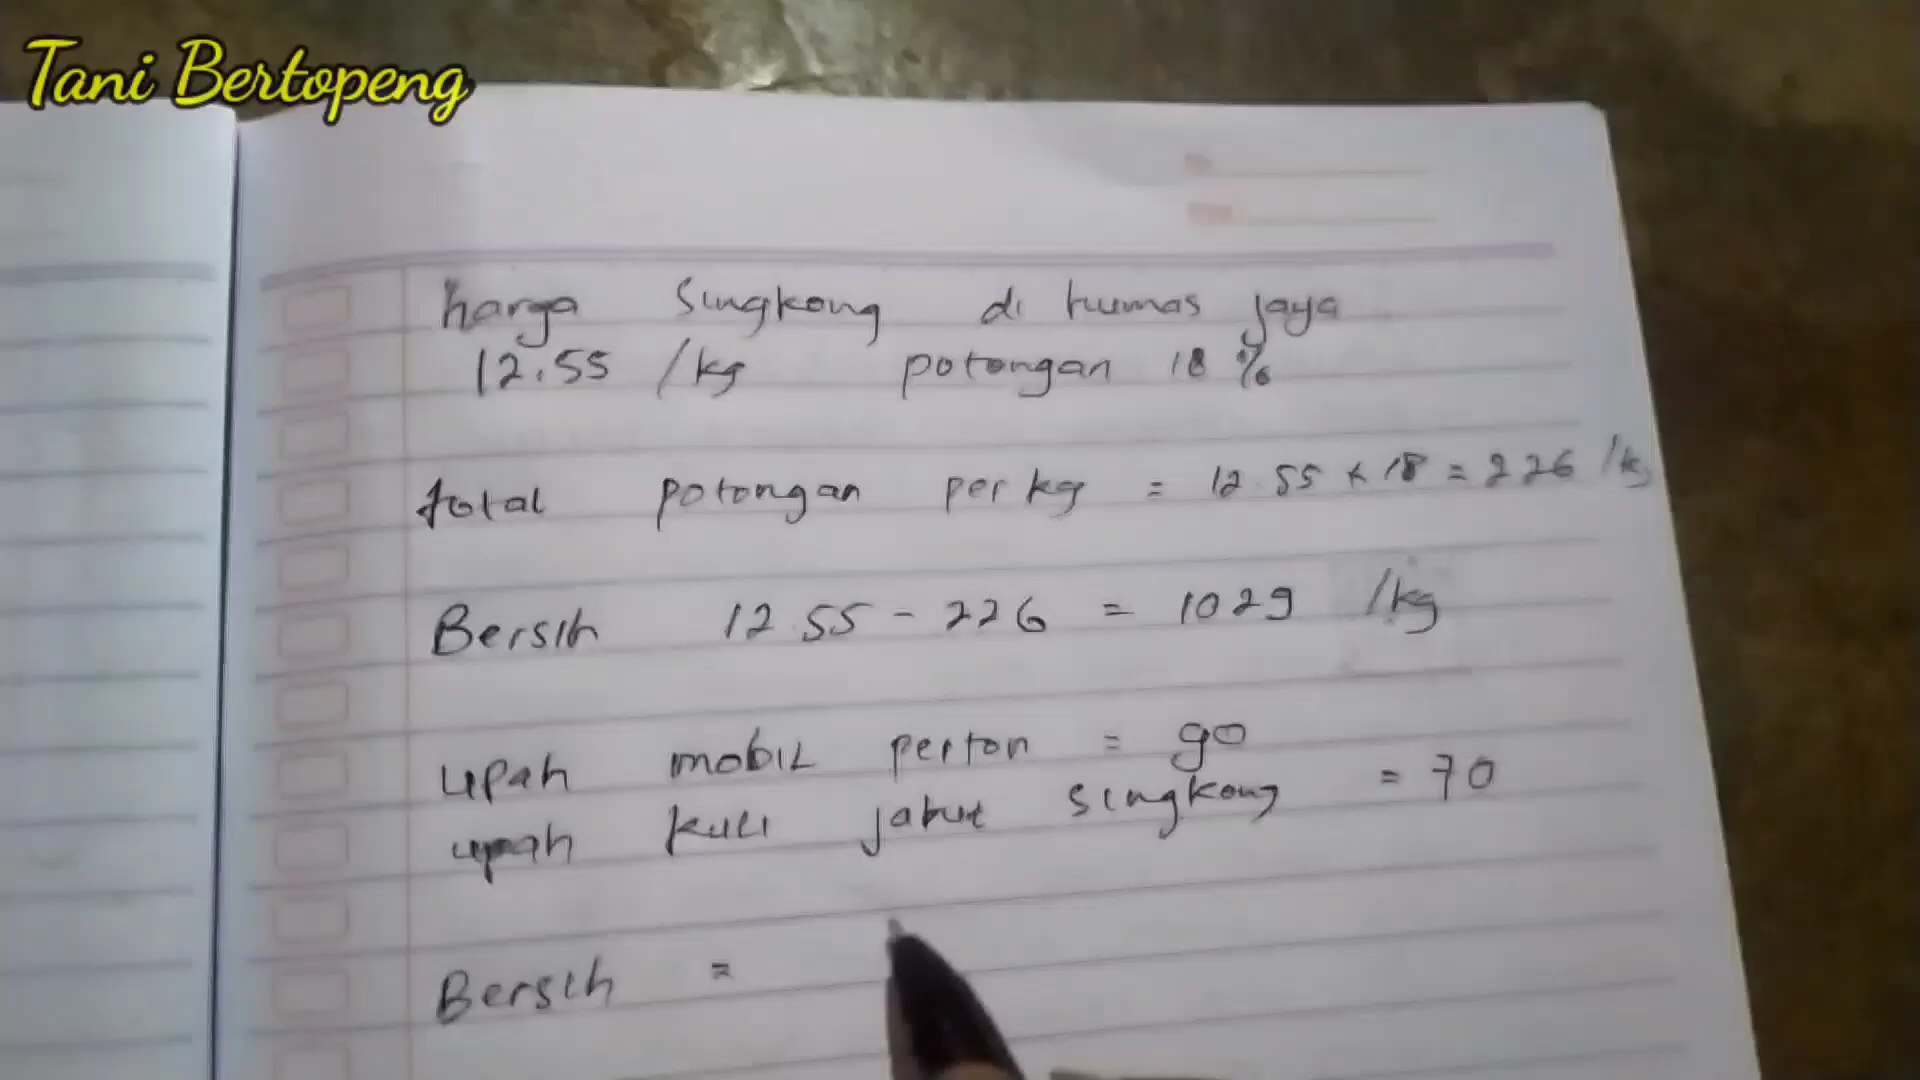 Tani Bertopeng
harga Singkong di humas jaya
12.55 /kg potongan 18 %
total potongan per kg = 12.55 x 18 = 226 /kg
Bersih 12.55 - 226 = 1029 /kg
upah mobil perton = 90
upah kuli jabut singkong = 70
Bersih =